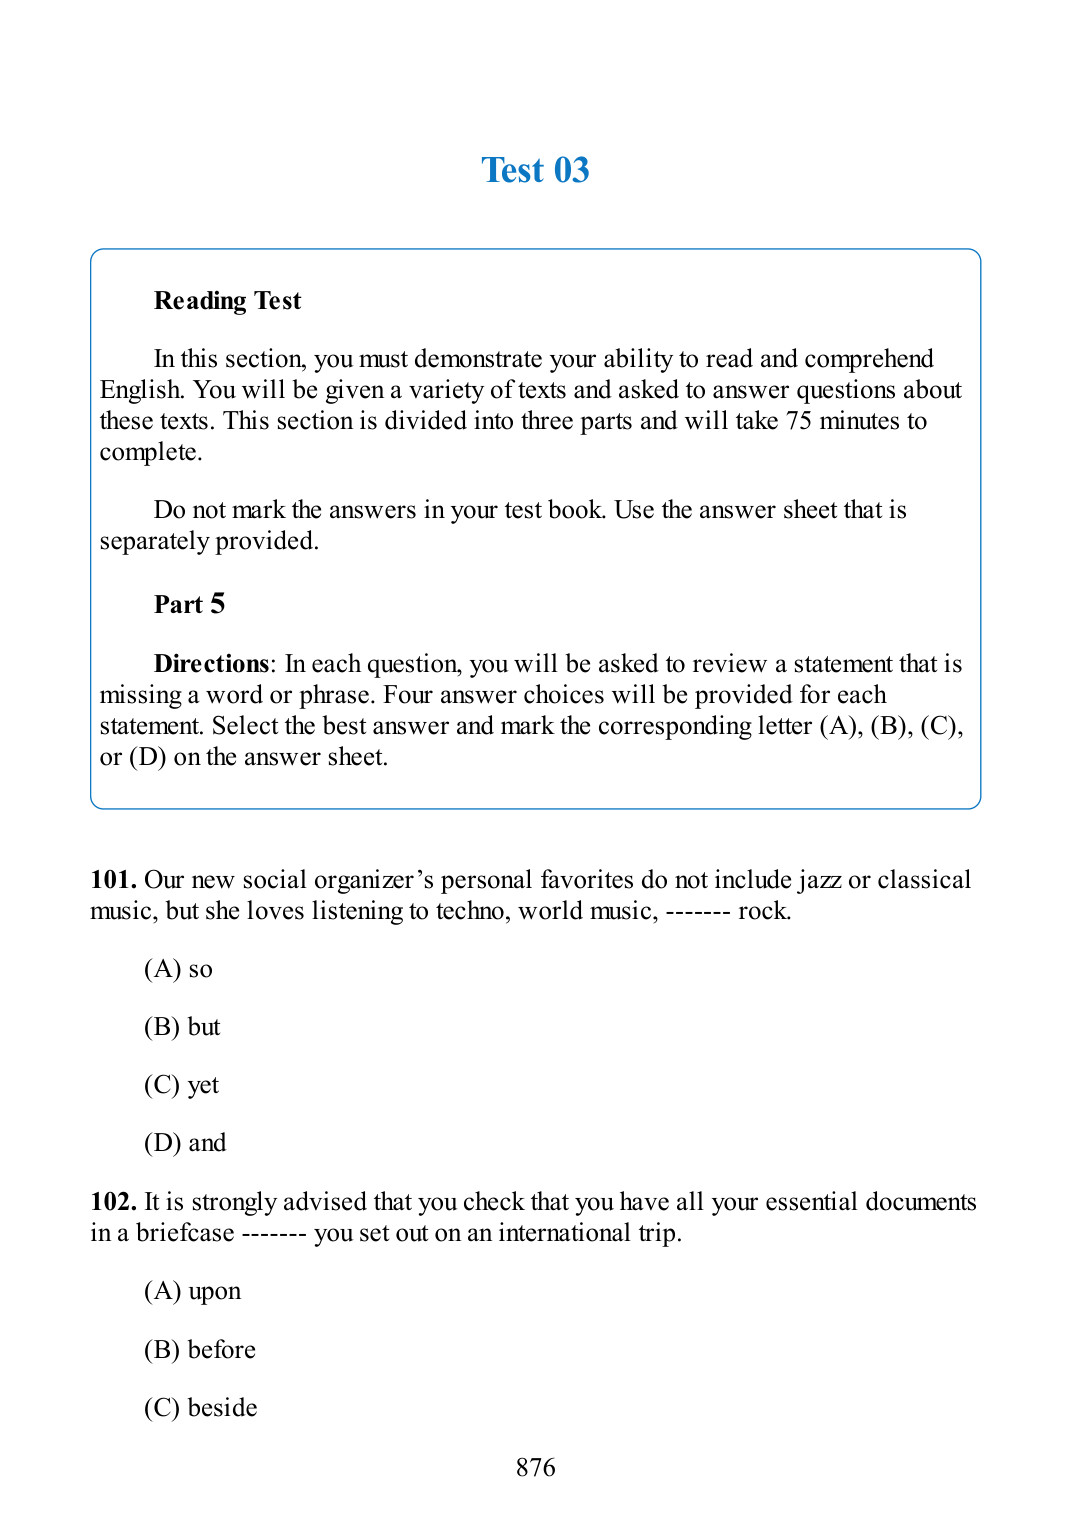 Test 03
Reading Test
In this section, you must demonstrate your ability to read and comprehend
English. You will be given a variety of texts and asked to answer questions about
these texts. This section is divided into three parts and will take 75 minutes to
complete.
Do not mark the answers in your test book. Use the answer sheet that is
separately provided.
Part 5
Directions: In each question, you will be asked to review a statement that is
missing a word or phrase. Four answer choices will be provided for each
statement. Select the best answer and mark the corresponding letter (A), (B), (C),
or (D) on the answer sheet.
101. Our new social organizer’s personal favorites do not include jazz or classical
music, but she loves listening to techno, world music, ------- rock.
(A) so
(B) but
(C) yet
(D) and
102. It is strongly advised that you check that you have all your essential documents
in a briefcase ------- you set out on an international trip.
(A) upon
(B) before
(C) beside
876